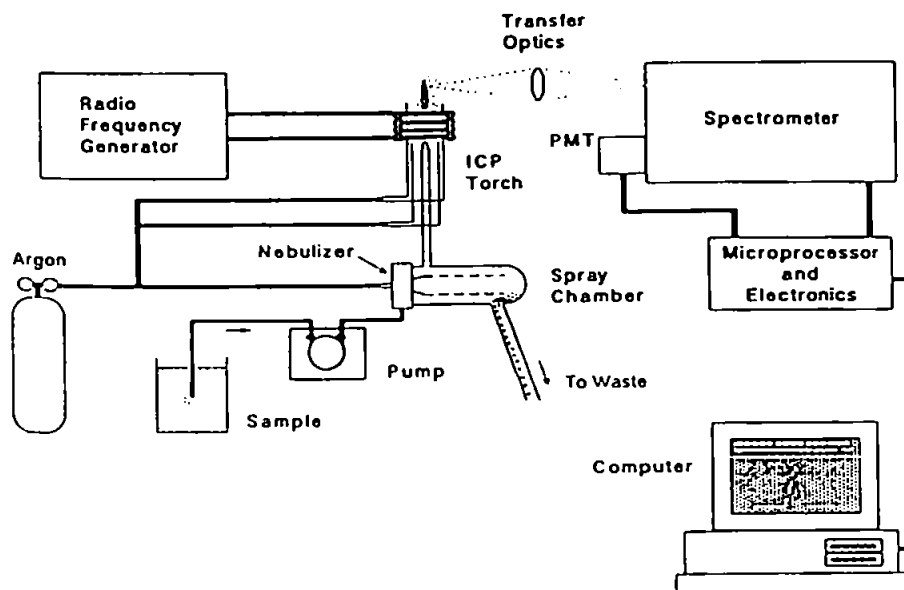 Transfer
Optics
Radio
Frequency
Generator
Spectrometer
PMT
ICP
Torch
Nebulizer
Argon
Microprocessor
and
Electronics
Spray
Chamber
Pump
To Waste
Sample
Computer